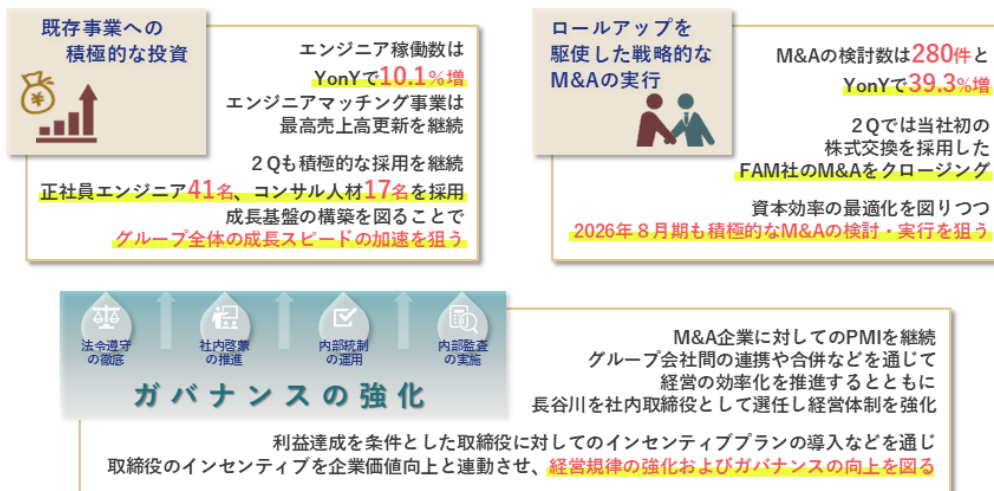 既存事業への
積極的な投資
¥
エンジニア稼働数は
YonYで10.1%増
エンジニアマッチング事業は
最高売上高更新を継続
２Qも積極的な採用を継続
正社員エンジニア41名、コンサル人材17名を採用
成長基盤の構築を図ることで
グループ全体の成長スピードの加速を狙う
ロールアップを
駆使した戦略的な
M&Aの実行
M&Aの検討数は280件と
YonYで39.3%増
２Qでは当社初の
株式交換を採用した
FAM社のM&Aをクロージング
資本効率の最適化を図りつつ
2026年８月期も積極的なM&Aの検討・実行を狙う
法令遵守
の徹底
社内啓蒙
の推進
内部統制
の運用
内部監査
の実施
ガバナンスの強化
M&A企業に対してのPMIを継続
グループ会社間の連携や合併などを通じて
経営の効率化を推進するとともに
長谷川を社内取締役として選任し経営体制を強化
利益達成を条件とした取締役に対してのインセンティブプランの導入などを通じ
取締役のインセンティブを企業価値向上と連動させ、経営規律の強化およびガバナンスの向上を図る